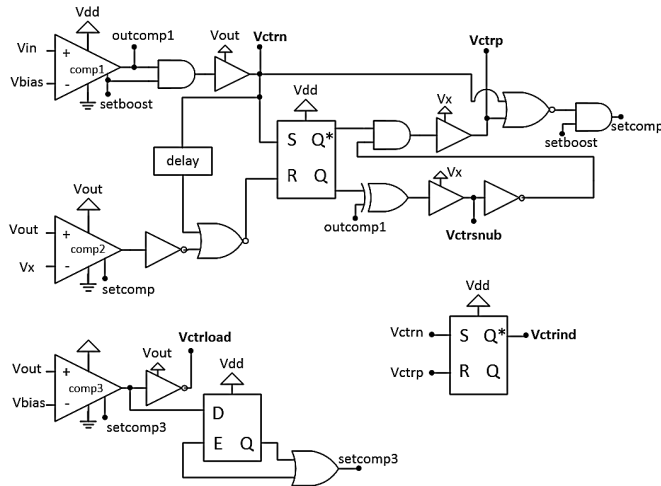 Vdd
outcomp1
Vout
Vctrn
Vctrp
Vin
+
comp1
Vbias
-
setboost
Vdd
Vx
setcomp
setboost
S Q*
R Q
delay
Vx
outcomp1
Vctrsnub
Vout
Vout
+
comp2
Vx
-
setcomp
Vdd
Vctrn
S Q*
Vctrind
Vctrp
R Q
Vctrload
Vout
Vdd
Vout
+
comp3
Vbias
-
setcomp3
D
E Q
setcomp3